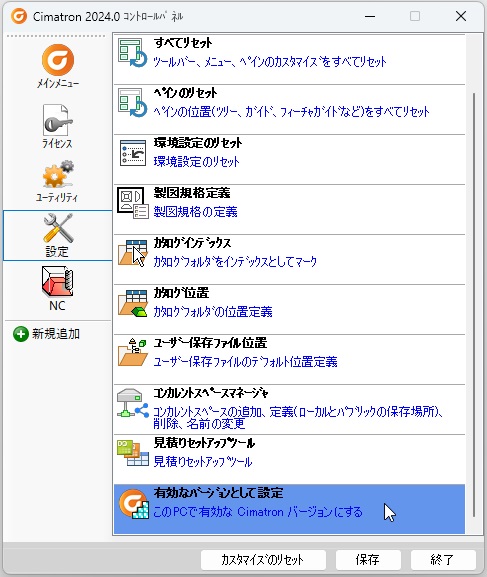 Cimatron 2024.0 ｺﾝﾄﾛｰﾙﾊﾟﾈﾙ
すべてリセット
ﾂｰﾙﾊﾞｰ、ﾒﾆｭｰ、ﾍﾟｲﾝのｶｽﾀﾏｲｽﾞをすべてﾘｾｯﾄ
ﾒｲﾝﾒﾆｭｰ
ﾍﾟｲﾝのﾘｾｯﾄ
ﾍﾟｲﾝの位置(ﾂﾘｰ、ｶﾞｲﾄﾞ、ﾌｨｰﾁｬｶﾞｲﾄﾞなど)をすべてﾘｾｯﾄ
ﾗｲｾﾝｽ
環境設定のﾘｾｯﾄ
環境設定のﾘｾｯﾄ
ﾕｰﾃｨﾘﾃｨ
製図規格定義
製図規格の定義
設定
ｶﾀﾛｸﾞｲﾝﾃﾞｯｸｽ
ｶﾀﾛｸﾞﾌｫﾙﾀﾞをｲﾝﾃﾞｯｸｽとしてﾏｰｸ
NC
ｶﾀﾛｸﾞ位置
ｶﾀﾛｸﾞﾌｫﾙﾀﾞの位置定義
新規追加
ﾕｰｻﾞｰ保存ﾌｧｲﾙ位置
ﾕｰｻﾞｰ保存ﾌｧｲﾙのﾃﾞﾌｫﾙﾄ位置定義
ｺﾝｶﾚﾝﾄｽﾍﾟｰｽﾏﾈｰｼﾞｬ
ｺﾝｶﾚﾝﾄｽﾍﾟｰｽの追加、定義(ﾛｰｶﾙとﾊﾟﾌﾞﾘｯｸの保存場所)、
削除、名前の変更
見積りｾｯﾄｱｯﾌﾟﾂｰﾙ
見積りｾｯﾄｱｯﾌﾟﾂｰﾙ
有効なﾊﾞｰｼﾞｮﾝとして設定
このPCで有効な Cimatron ﾊﾞｰｼﾞｮﾝにする
ｶｽﾀﾏｲｽﾞのﾘｾｯﾄ
保存
終了